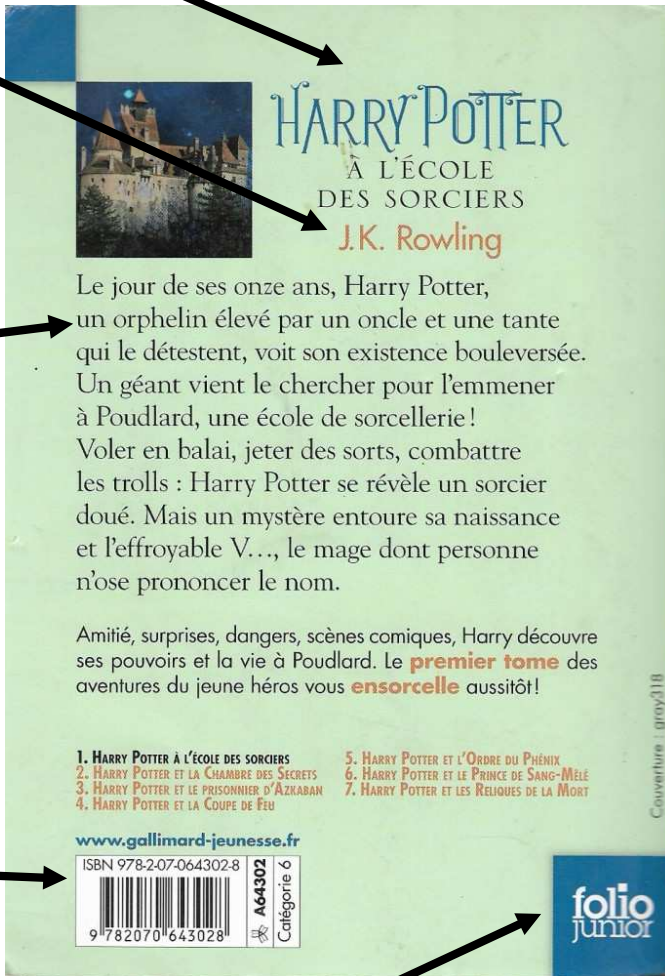 HARRY POTTER
À L'ÉCOLE
DES SORCIERS
J.K. Rowling
Le jour de ses onze ans, Harry Potter,
un orphelin élevé par un oncle et une tante
qui le détestent, voit son existence bouleversée.
Un géant vient le chercher pour l'emmener
à Poudlard, une école de sorcellerie !
Voler en balai, jeter des sorts, combattre
les trolls : Harry Potter se révèle un sorcier
doué. Mais un mystère entoure sa naissance
et l'effroyable V..., le mage dont personne
n'ose prononcer le nom.
Amitié, surprises, dangers, scènes comiques, Harry découvre
ses pouvoirs et la vie à Poudlard. Le premier tome des
aventures du jeune héros vous ensorcelle aussitôt !
1. HARRY POTTER À L'ÉCOLE DES SORCIERS
2. HARRY POTTER ET LA CHAMBRE DES SECRETS
3. HARRY POTTER ET LE PRISONNIER D'AZKABAN
4. HARRY POTTER ET LA COUPE DE FEU
5. HARRY POTTER ET L'ORDRE DU PHÉNIX
6. HARRY POTTER ET LE PRINCE DE SANG-MÊLÉ
7. HARRY POTTER ET LES RELIQUES DE LA MORT
www.gallimard-jeunesse.fr
ISBN 978-2-07-064302-8
9 782070 643028
A64302
Catégorie 6
Couverture : gray318
folio
junior